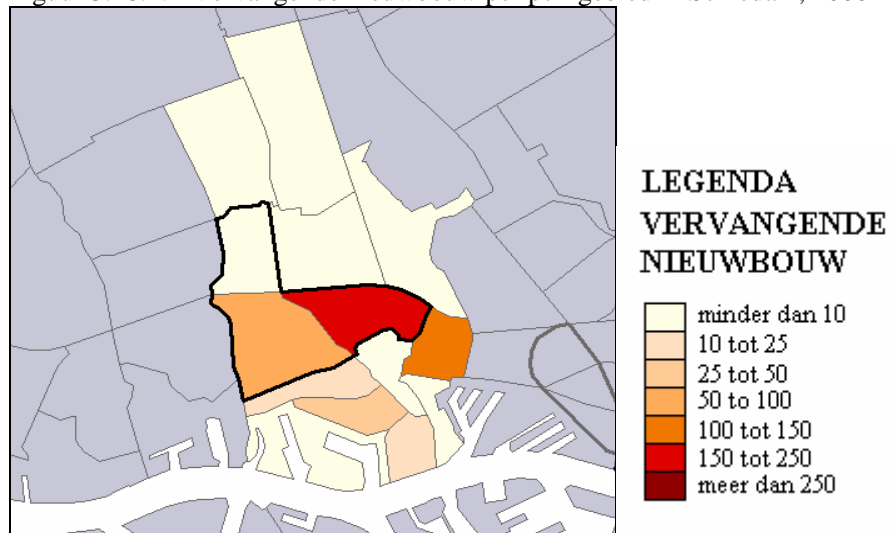 LEGENDA
VERVANGENDE
NIEUWBOUW
minder dan 10
10 tot 25
25 tot 50
50 to 100
100 tot 150
150 tot 250
meer dan 250